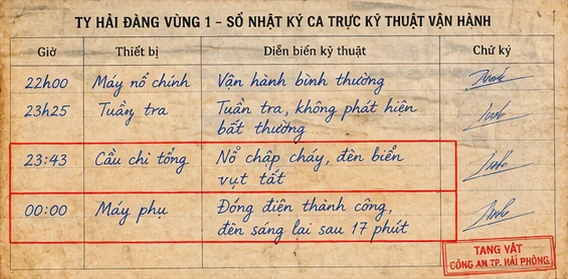 TY HẢI ĐĂNG VÙNG 1 – SỔ NHẬT KÝ CA TRỰC KỸ THUẬT VẬN HÀNH
Giờ Thiết bị Diễn biến kỹ thuật Chữ ký
22h00 Máy nổ chính Vận hành bình thường
23h25 Tuần tra Tuần tra, không phát hiện
bất thường
23:43 Cầu chì tổng Nổ chập cháy, đèn biển
vụt tắt
00:00 Máy phụ Đóng điện thành công,
đèn sáng lại sau 17 phút
TANG VẬT
CÔNG AN TP. HẢI PHÒNG